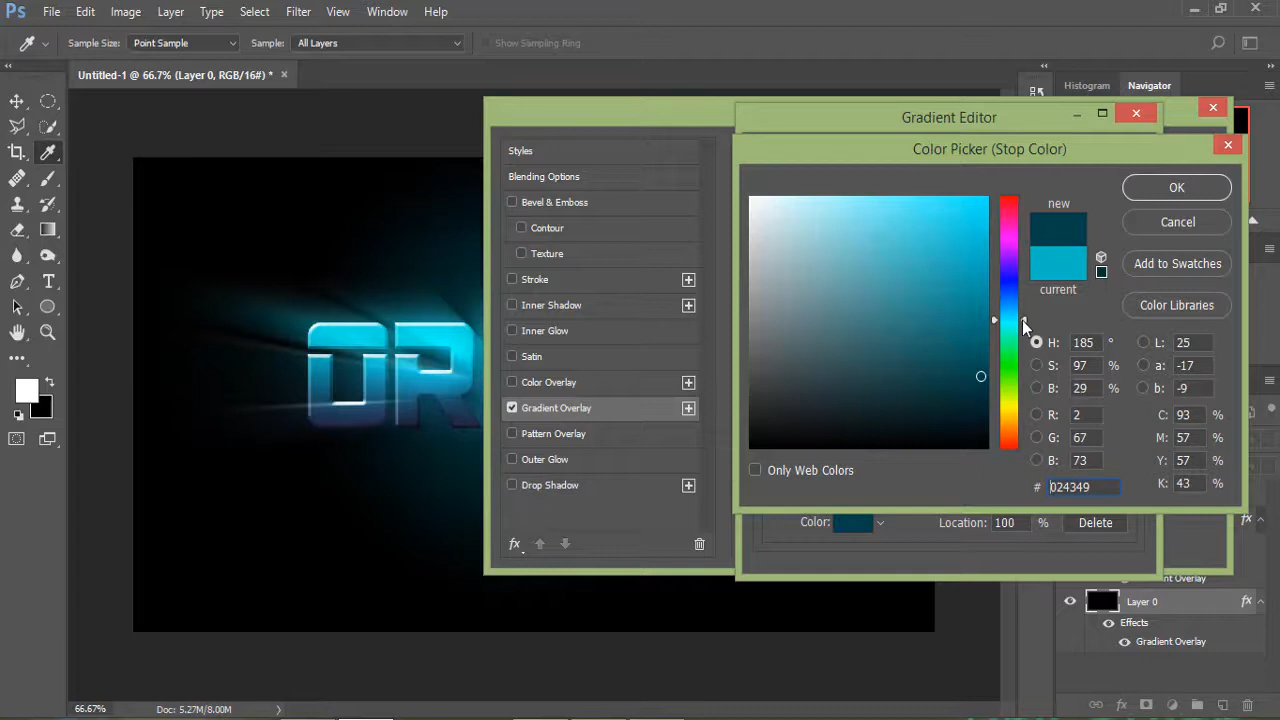 Ps File Edit Image Layer Type Select Filter 3D View Window Help
Sample Size: Point Sample Sample: All Layers Show Sampling Ring
Untitled-1 @ 66.7% (Layer 0, RGB/16#) * ×
Histogram Navigator
Gradient Editor
Color Picker (Stop Color)
Styles
Blending Options
Bevel & Emboss
Contour
Texture
Stroke
Inner Shadow
Inner Glow
Satin
Color Overlay
Gradient Overlay
Pattern Overlay
Outer Glow
Drop Shadow
fx
new
current
OK
Cancel
Add to Swatches
Color Libraries
H: 185 ° L: 25
S: 97 % a: -17
B: 29 % b: -9
R: 2 C: 93 %
G: 67 M: 57 %
B: 73 Y: 57 %
# 024349 K: 43 %
Only Web Colors
Color: Location: 100 % Delete
OR
fx
Layer 0 fx
Effects
Gradient Overlay
66.67% Doc: 5.27M/8.00M
fx